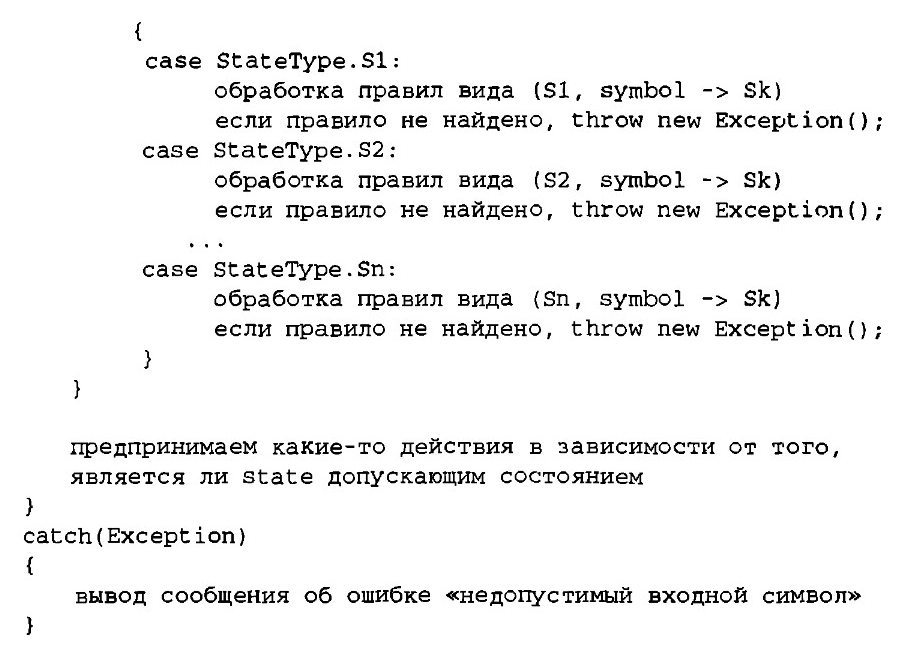 {
case StateType.S1:
обработка правил вида (S1, symbol -> Sk)
если правило не найдено, throw new Exception();
case StateType.S2:
обработка правил вида (S2, symbol -> Sk)
если правило не найдено, throw new Exception();
...
case StateType.Sn:
обработка правил вида (Sn, symbol -> Sk)
если правило не найдено, throw new Exception();
}
}
предпринимаем какие-то действия в зависимости от того,
является ли state допускающим состоянием
}
catch(Exception)
{
вывод сообщения об ошибке «недопустимый входной символ»
}